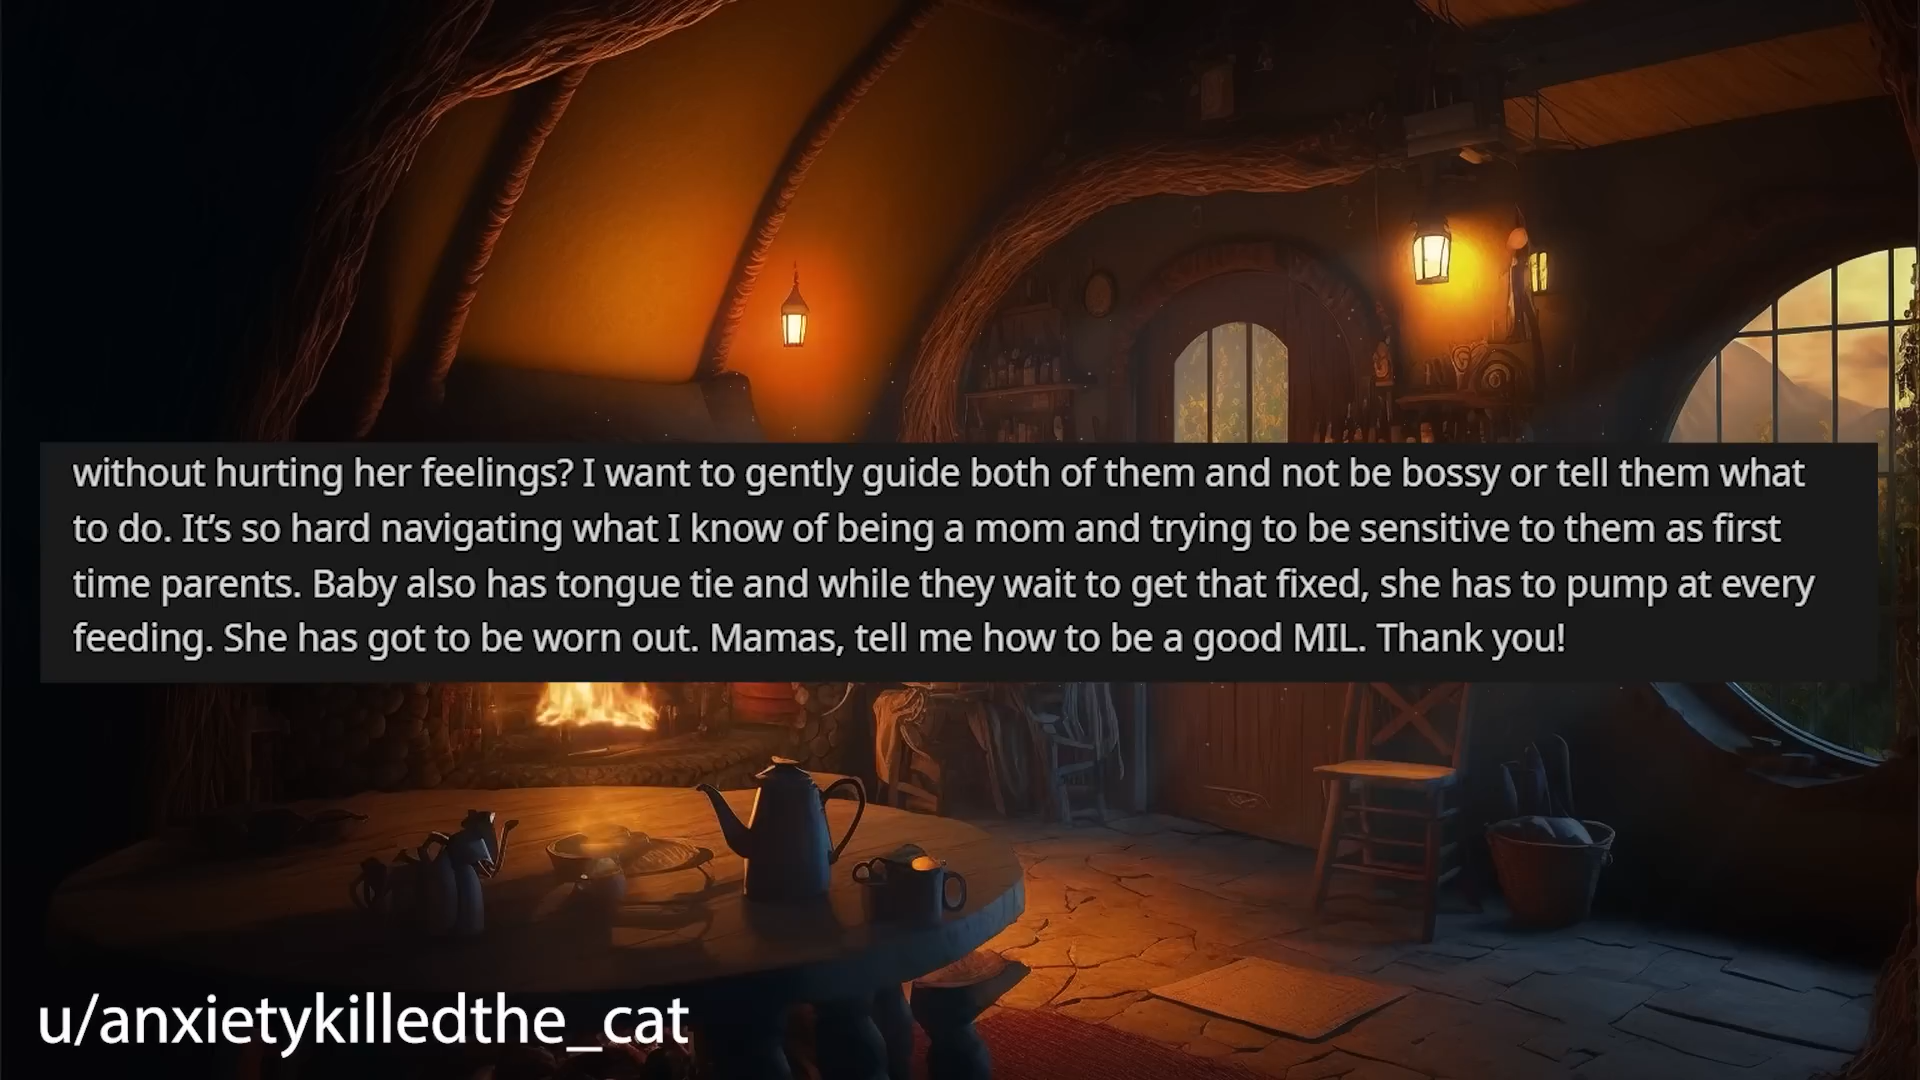 without hurting her feelings? I want to gently guide both of them and not be bossy or tell them what
to do. It’s so hard navigating what I know of being a mom and trying to be sensitive to them as first
time parents. Baby also has tongue tie and while they wait to get that fixed, she has to pump at every
feeding. She has got to be worn out. Mamas, tell me how to be a good MIL. Thank you!
u/anxietykilledthe_cat